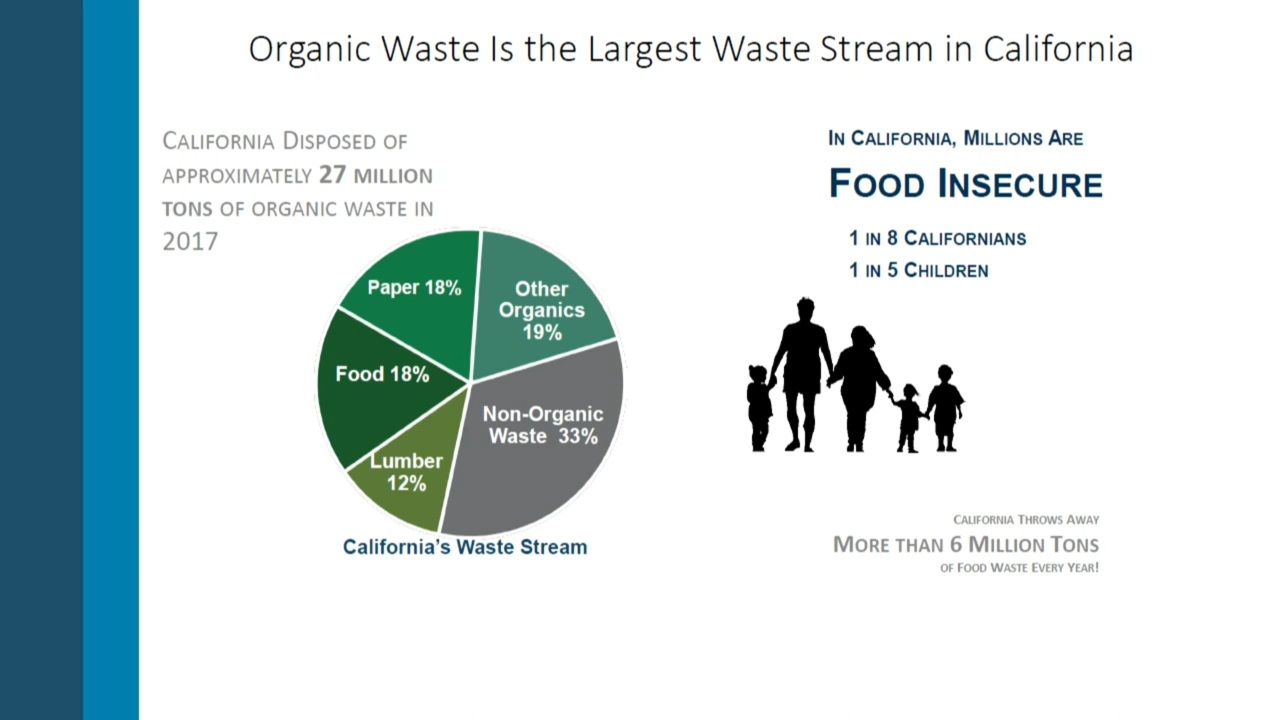 Organic Waste Is the Largest Waste Stream in California
CALIFORNIA DISPOSED OF
APPROXIMATELY 27 MILLION
TONS OF ORGANIC WASTE IN
2017
Paper 18%
Other
Organics
19%
Food 18%
Non-Organic
Waste 33%
Lumber
12%
California's Waste Stream
IN CALIFORNIA, MILLIONS ARE
FOOD INSECURE
1 IN 8 CALIFORNIANS
1 IN 5 CHILDREN
CALIFORNIA THROWS AWAY
MORE THAN 6 MILLION TONS
OF FOOD WASTE EVERY YEAR!